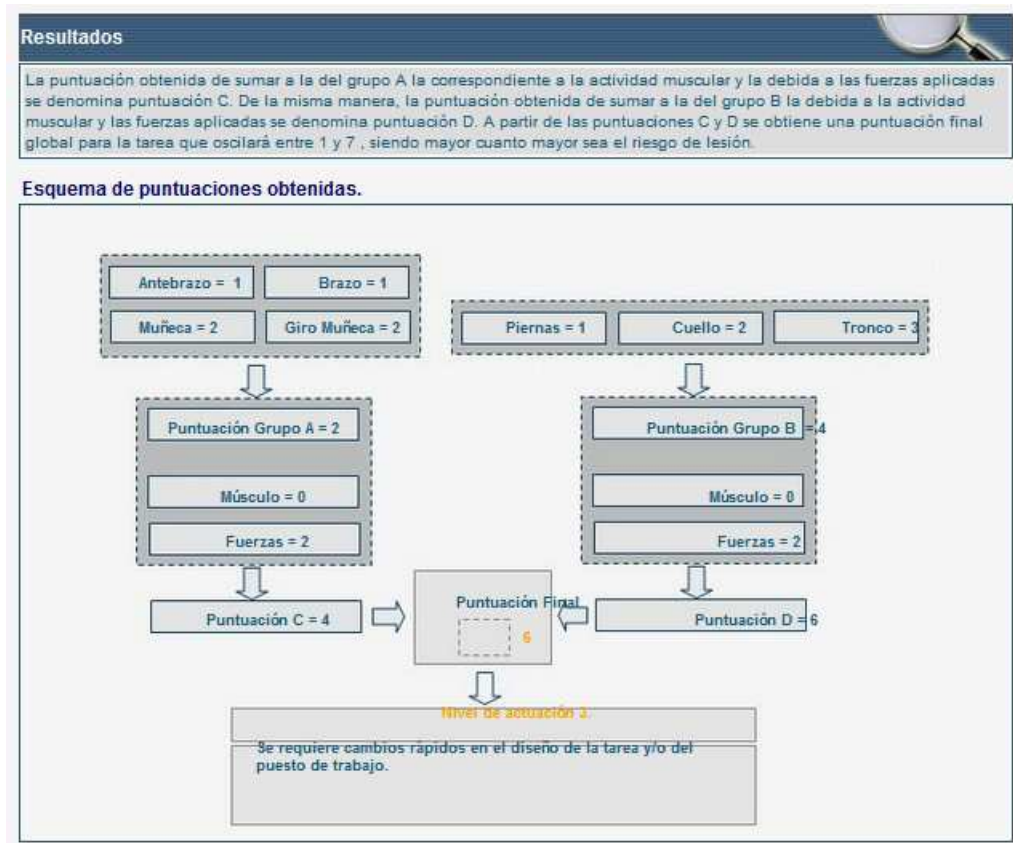 Resultados
La puntuación obtenida de sumar a la del grupo A la correspondiente a la actividad muscular y la debida a las fuerzas aplicadas
se denomina puntuación C. De la misma manera, la puntuación obtenida de sumar a la del grupo B la debida a la actividad
muscular y las fuerzas aplicadas se denomina puntuación D. A partir de las puntuaciones C y D se obtiene una puntuación final
global para la tarea que oscilará entre 1 y 7 , siendo mayor cuanto mayor sea el riesgo de lesión.
Esquema de puntuaciones obtenidas.
Antebrazo = 1
Brazo = 1
Muñeca = 2
Giro Muñeca = 2
Piernas = 1
Cuello = 2
Tronco = 3
Puntuación Grupo A = 2
Músculo = 0
Fuerzas = 2
Puntuación Grupo B = 4
Músculo = 0
Fuerzas = 2
Puntuación C = 4
Puntuación Final
6
Puntuación D = 6
Nivel de actuación 3.
Se requiere cambios rápidos en el diseño de la tarea y/o del
puesto de trabajo.